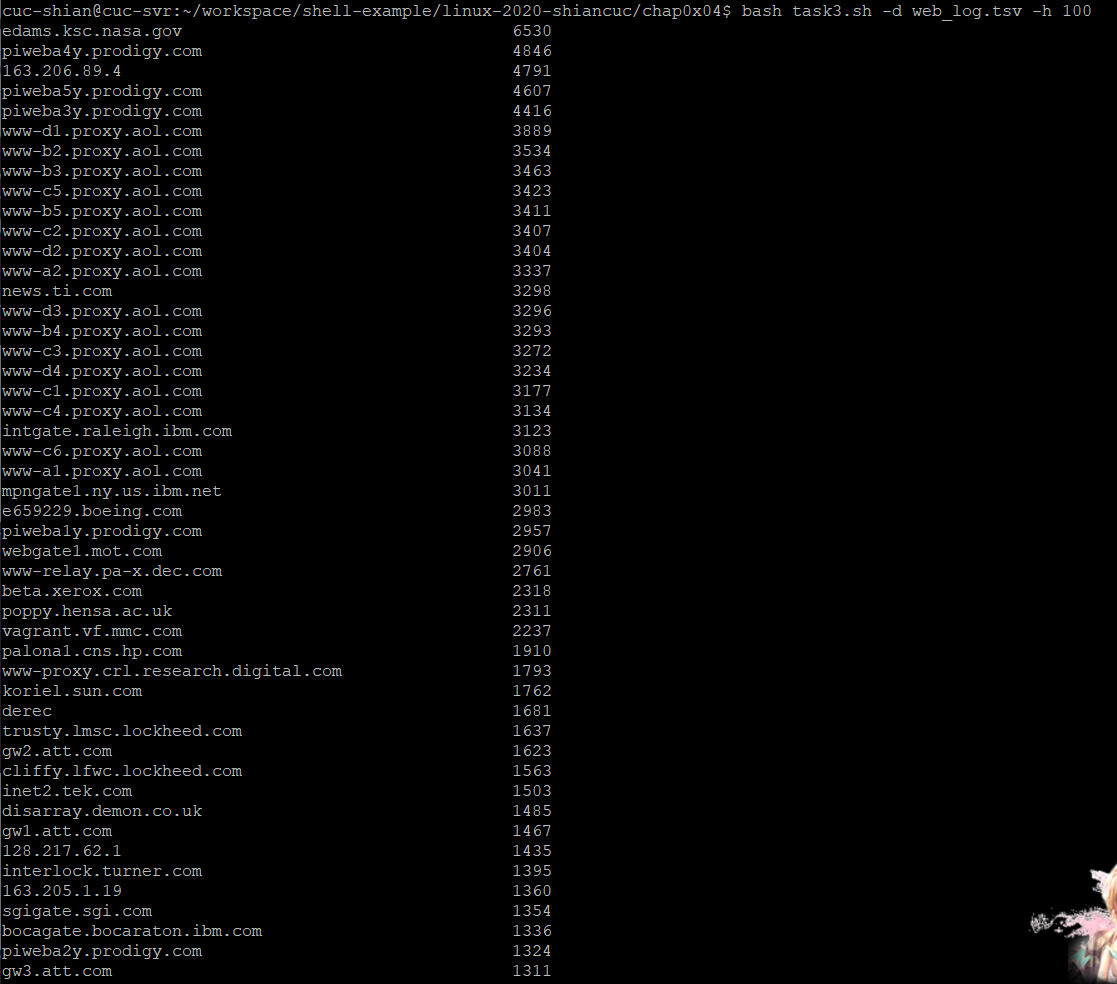 cuc-shian@cuc-svr:~/workspace/shell-example/linux-2020-shiancuc/chap0x04$ bash task3.sh -d web_log.tsv -h 100
edams.ksc.nasa.gov 6530
piweba4y.prodigy.com 4846
163.206.89.4 4791
piweba5y.prodigy.com 4607
piweba3y.prodigy.com 4416
www-d1.proxy.aol.com 3889
www-b2.proxy.aol.com 3534
www-b3.proxy.aol.com 3463
www-c5.proxy.aol.com 3423
www-b5.proxy.aol.com 3411
www-c2.proxy.aol.com 3407
www-d2.proxy.aol.com 3404
www-a2.proxy.aol.com 3337
news.ti.com 3298
www-d3.proxy.aol.com 3296
www-b4.proxy.aol.com 3293
www-c3.proxy.aol.com 3272
www-d4.proxy.aol.com 3234
www-c1.proxy.aol.com 3177
www-c4.proxy.aol.com 3134
intgate.raleigh.ibm.com 3123
www-c6.proxy.aol.com 3088
www-a1.proxy.aol.com 3041
mpngate1.ny.us.ibm.net 3011
e659229.boeing.com 2983
piweba1y.prodigy.com 2957
webgate1.mot.com 2906
www-relay.pa-x.dec.com 2761
beta.xerox.com 2318
poppy.hensa.ac.uk 2311
vagrant.vf.mmc.com 2237
palona1.cns.hp.com 1910
www-proxy.crl.research.digital.com 1793
koriel.sun.com 1762
derec 1681
trusty.lmsc.lockheed.com 1637
gw2.att.com 1623
cliffy.lfwc.lockheed.com 1563
inet2.tek.com 1503
disarray.demon.co.uk 1485
gw1.att.com 1467
128.217.62.1 1435
interlock.turner.com 1395
163.205.1.19 1360
sgigate.sgi.com 1354
bocagate.bocaraton.ibm.com 1336
piweba2y.prodigy.com 1324
gw3.att.com 1311